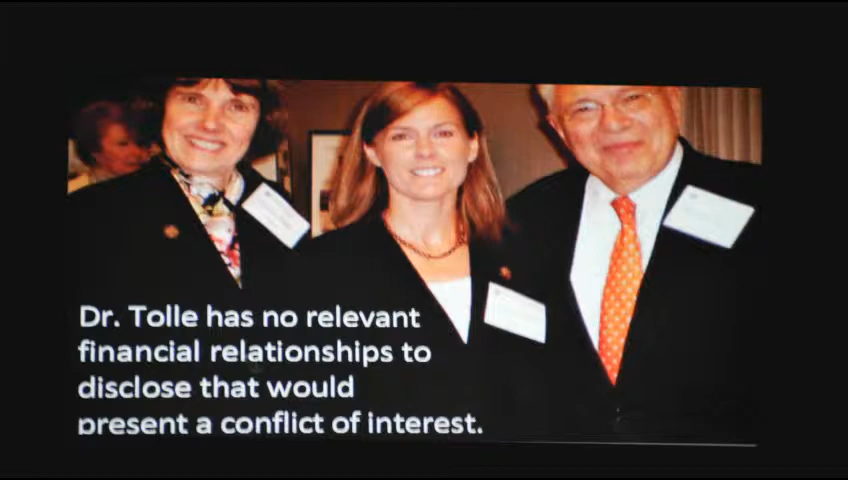 Dr. Tolle has no relevant
financial relationships to
disclose that would
present a conflict of interest.